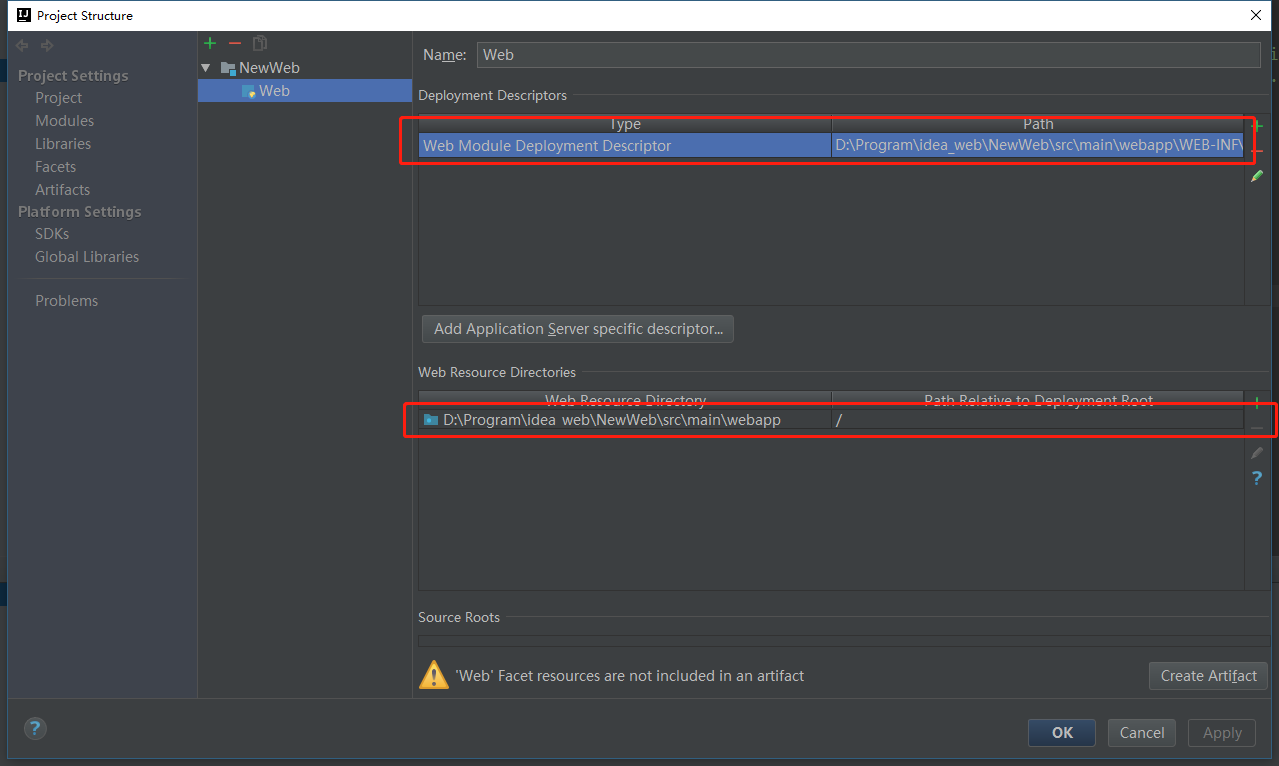 Project Structure
Project Settings
Project
Modules
Libraries
Facets
Artifacts
Platform Settings
SDKs
Global Libraries
Problems
NewWeb
Web
Name: Web
Deployment Descriptors
Type Path
Web Module Deployment Descriptor D:\Program\idea_web\NewWeb\src\main\webapp\WEB-INF\
Add Application Server specific descriptor...
Web Resource Directories
Web Resource Directory Path Relative to Deployment Root
D:\Program\idea_web\NewWeb\src\main\webapp /
Source Roots
'Web' Facet resources are not included in an artifact Create Artifact
? OK Cancel Apply